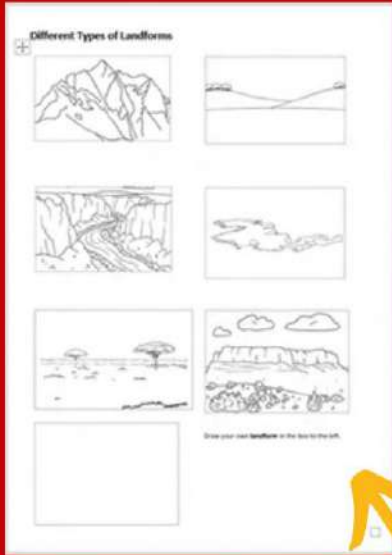 Different Types of Landforms
Draw your own landform in the box to the left.